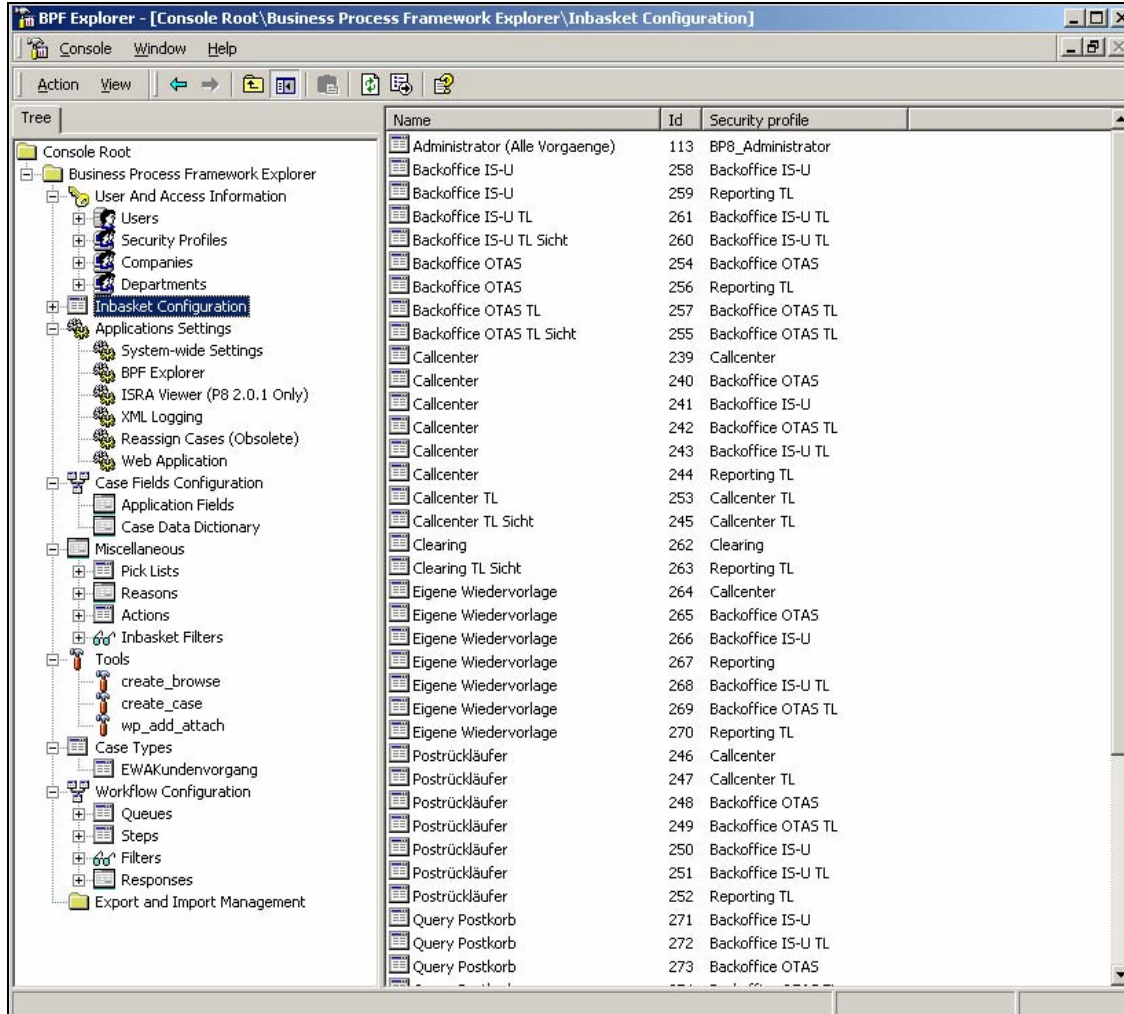 BPF Explorer - [Console Root\Business Process Framework Explorer\Inbasket Configuration]
Console Window Help
Action View
Tree
Console Root
Business Process Framework Explorer
User And Access Information
Users
Security Profiles
Companies
Departments
Inbasket Configuration
Applications Settings
System-wide Settings
BPF Explorer
ISRA Viewer (P8 2.0.1 Only)
XML Logging
Reassign Cases (Obsolete)
Web Application
Case Fields Configuration
Application Fields
Case Data Dictionary
Miscellaneous
Pick Lists
Reasons
Actions
Inbasket Filters
Tools
create_browse
create_case
wp_add_attach
Case Types
EWAKundenvorgang
Workflow Configuration
Queues
Steps
Filters
Responses
Export and Import Management
Name Id Security profile
Administrator (Alle Vorgaenge) 113 BP8_Administrator
Backoffice IS-U 258 Backoffice IS-U
Backoffice IS-U 259 Reporting TL
Backoffice IS-U TL 261 Backoffice IS-U TL
Backoffice IS-U TL Sicht 260 Backoffice IS-U TL
Backoffice OTAS 254 Backoffice OTAS
Backoffice OTAS 256 Reporting TL
Backoffice OTAS TL 257 Backoffice OTAS TL
Backoffice OTAS TL Sicht 255 Backoffice OTAS TL
Callcenter 239 Callcenter
Callcenter 240 Backoffice OTAS
Callcenter 241 Backoffice IS-U
Callcenter 242 Backoffice OTAS TL
Callcenter 243 Backoffice IS-U TL
Callcenter 244 Reporting TL
Callcenter TL 253 Callcenter TL
Callcenter TL Sicht 245 Callcenter TL
Clearing 262 Clearing
Clearing TL Sicht 263 Reporting TL
Eigene Wiedervorlage 264 Callcenter
Eigene Wiedervorlage 265 Backoffice OTAS
Eigene Wiedervorlage 266 Backoffice IS-U
Eigene Wiedervorlage 267 Reporting
Eigene Wiedervorlage 268 Backoffice IS-U TL
Eigene Wiedervorlage 269 Backoffice OTAS TL
Eigene Wiedervorlage 270 Reporting TL
Postrückläufer 246 Callcenter
Postrückläufer 247 Callcenter TL
Postrückläufer 248 Backoffice OTAS
Postrückläufer 249 Backoffice OTAS TL
Postrückläufer 250 Backoffice IS-U
Postrückläufer 251 Backoffice IS-U TL
Postrückläufer 252 Reporting TL
Query Postkorb 271 Backoffice IS-U
Query Postkorb 272 Backoffice IS-U TL
Query Postkorb 273 Backoffice OTAS